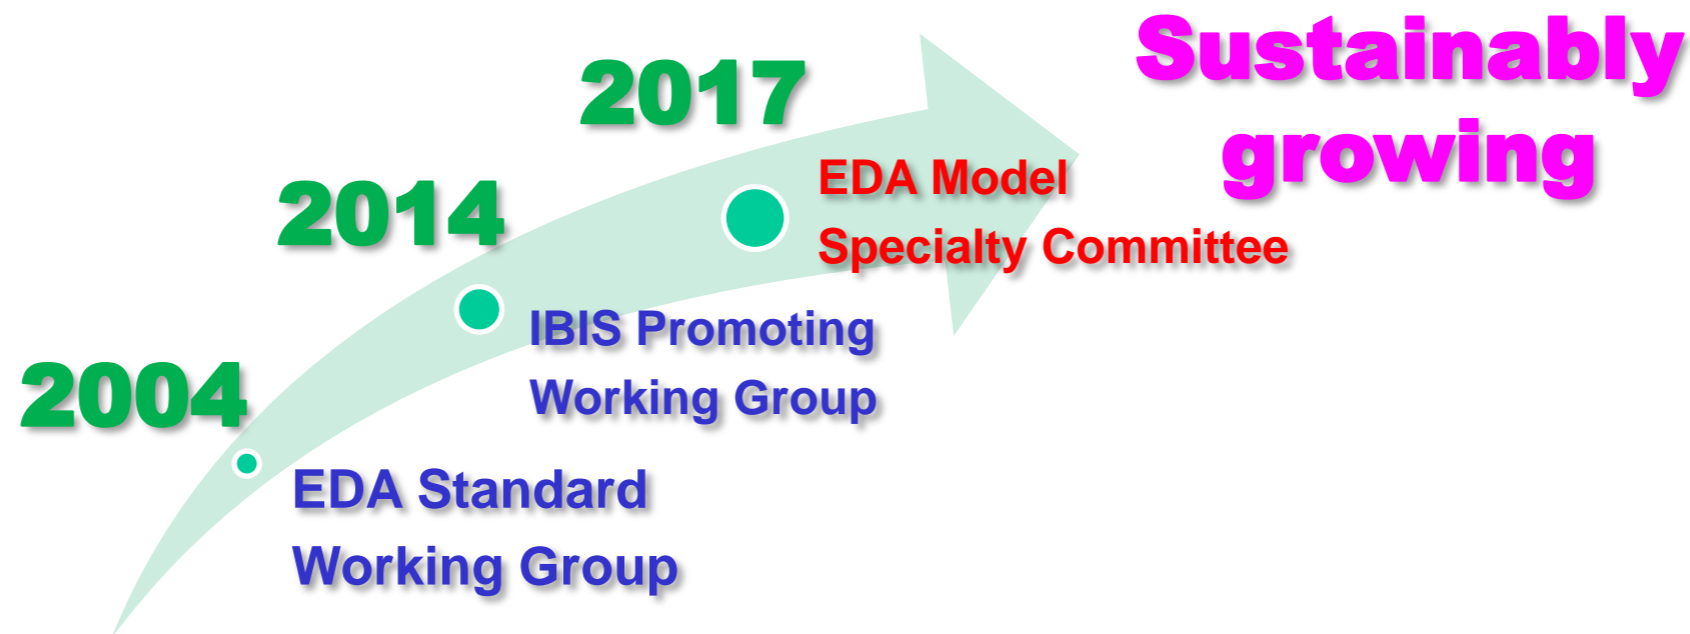 2004
EDA Standard
Working Group
2014
IBIS Promoting
Working Group
2017
EDA Model
Specialty Committee
Sustainably
growing